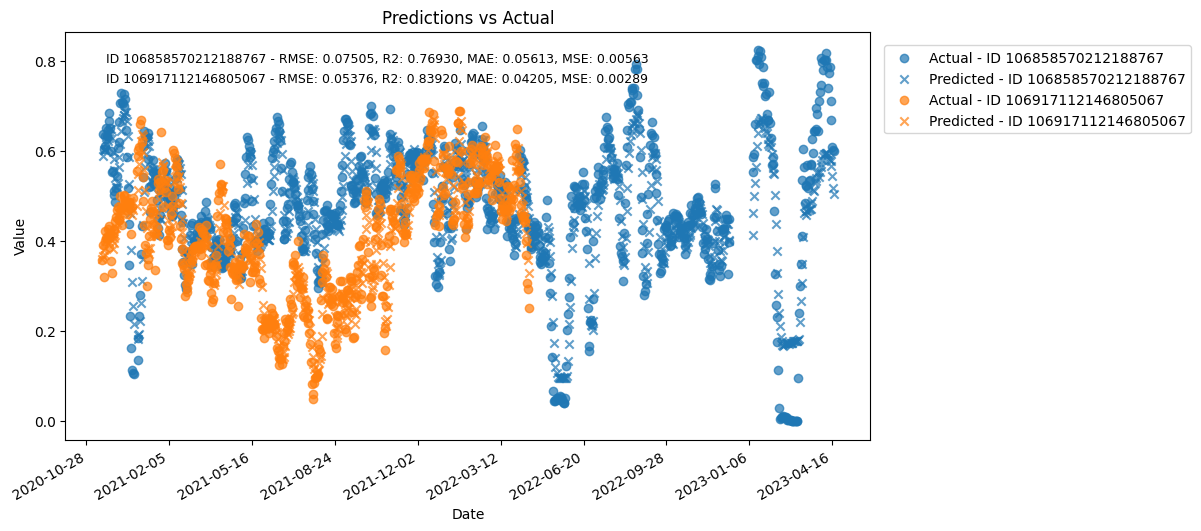 Predictions vs Actual
ID 106858570212188767 - RMSE: 0.07505, R2: 0.76930, MAE: 0.05613, MSE: 0.00563
ID 106917112146805067 - RMSE: 0.05376, R2: 0.83920, MAE: 0.04205, MSE: 0.00289
Actual - ID 106858570212188767
Predicted - ID 106858570212188767
Actual - ID 106917112146805067
Predicted - ID 106917112146805067
Value
0.8
0.6
0.4
0.2
0.0
2020-10-28
2021-02-05
2021-05-16
2021-08-24
2021-12-02
2022-03-12
2022-06-20
2022-09-28
2023-01-06
2023-04-16
Date